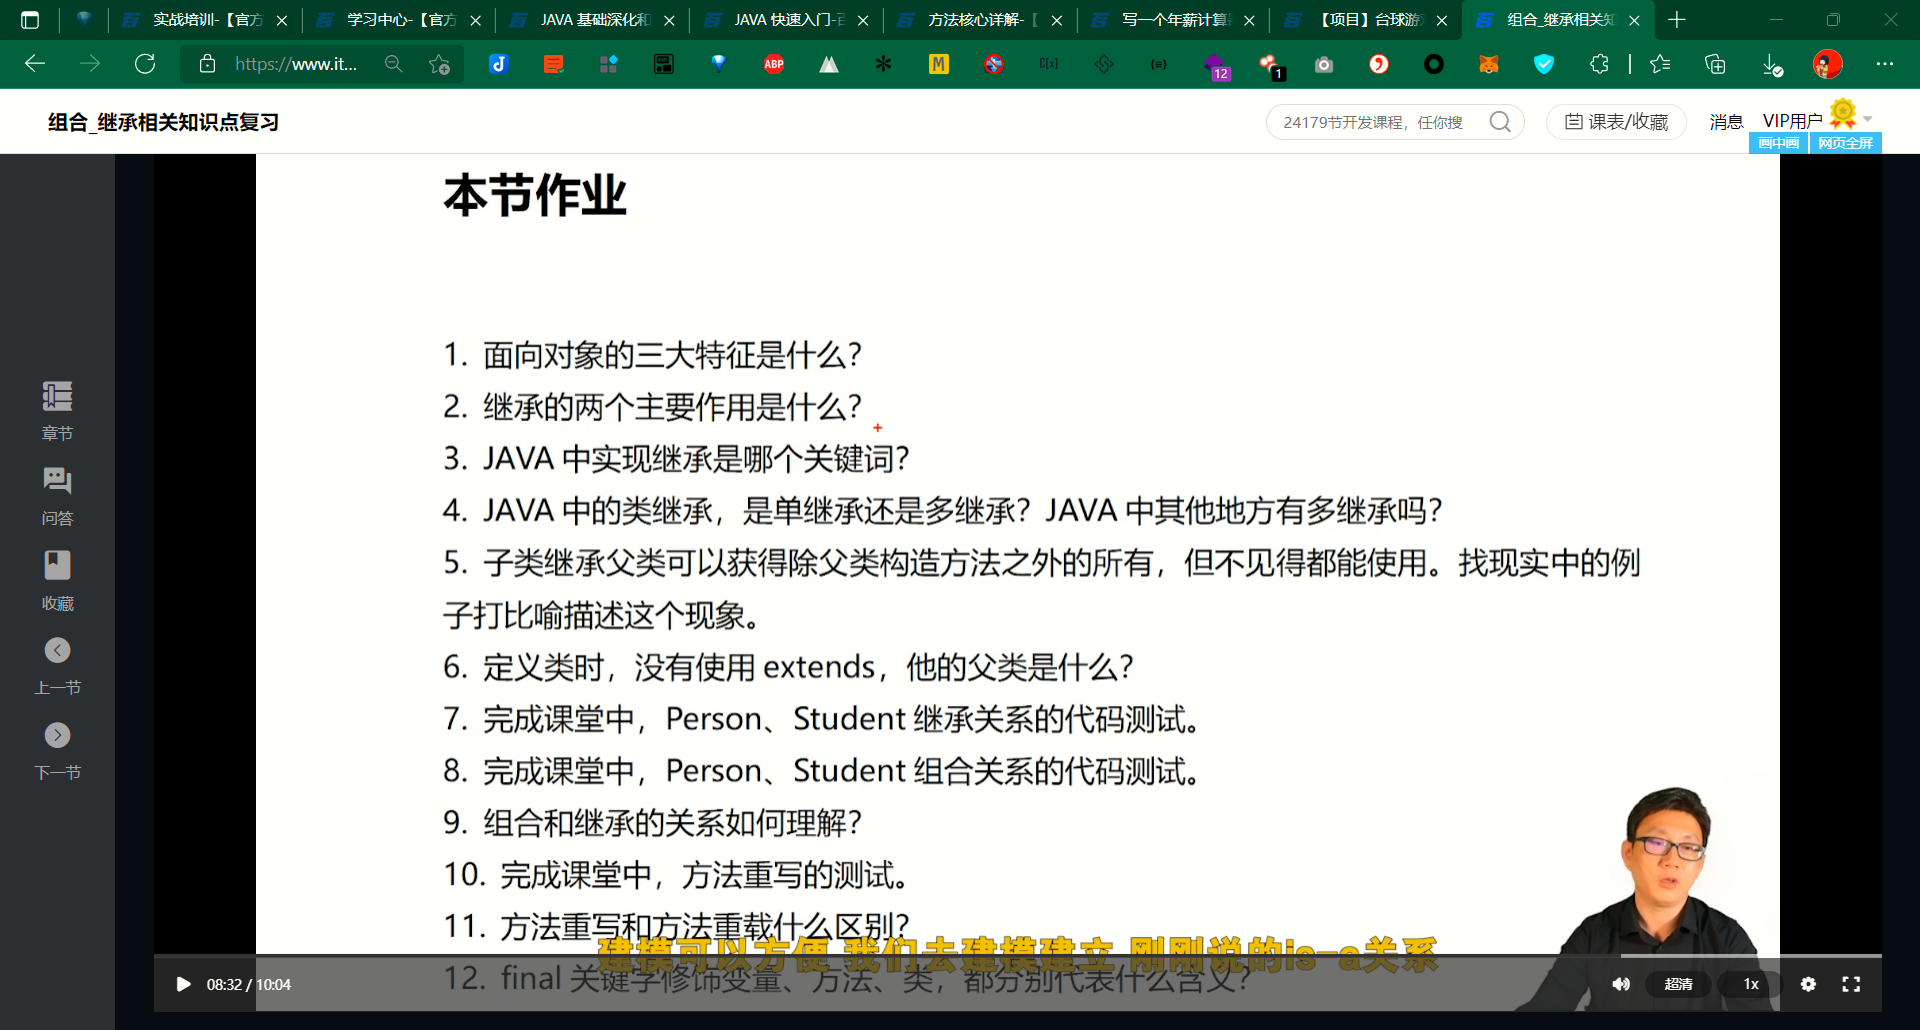 实战培训-【官方
学习中心-【官方
JAVA 基础深化和
JAVA 快速入门-百
方法核心详解-【
写一个年薪计算
【项目】台球游戏
组合_继承相关知
https://www.it...
ABP
M
12
1
组合_继承相关知识点复习
24179节开发课程，任你搜
课表/收藏
消息
VIP用户
画中画
网页全屏
章节
问答
收藏
上一节
下一节
本节作业
1. 面向对象的三大特征是什么？
2. 继承的两个主要作用是什么？
3. JAVA 中实现继承是哪个关键词？
4. JAVA 中的类继承，是单继承还是多继承？JAVA 中其他地方有多继承吗？
5. 子类继承父类可以获得除父类构造方法之外的所有，但不见得都能使用。找现实中的例
子打比喻描述这个现象。
6. 定义类时，没有使用 extends，他的父类是什么？
7. 完成课堂中，Person、Student 继承关系的代码测试。
8. 完成课堂中，Person、Student 组合关系的代码测试。
9. 组合和继承的关系如何理解？
10. 完成课堂中，方法重写的测试。
11. 方法重写和方法重载什么区别？
建模可以方便 我们去建模建立 刚刚说的is-a关系
12. final 关键字修饰变量、方法、类，都分别代表什么含义？
08:32 / 10:04
超清
1x